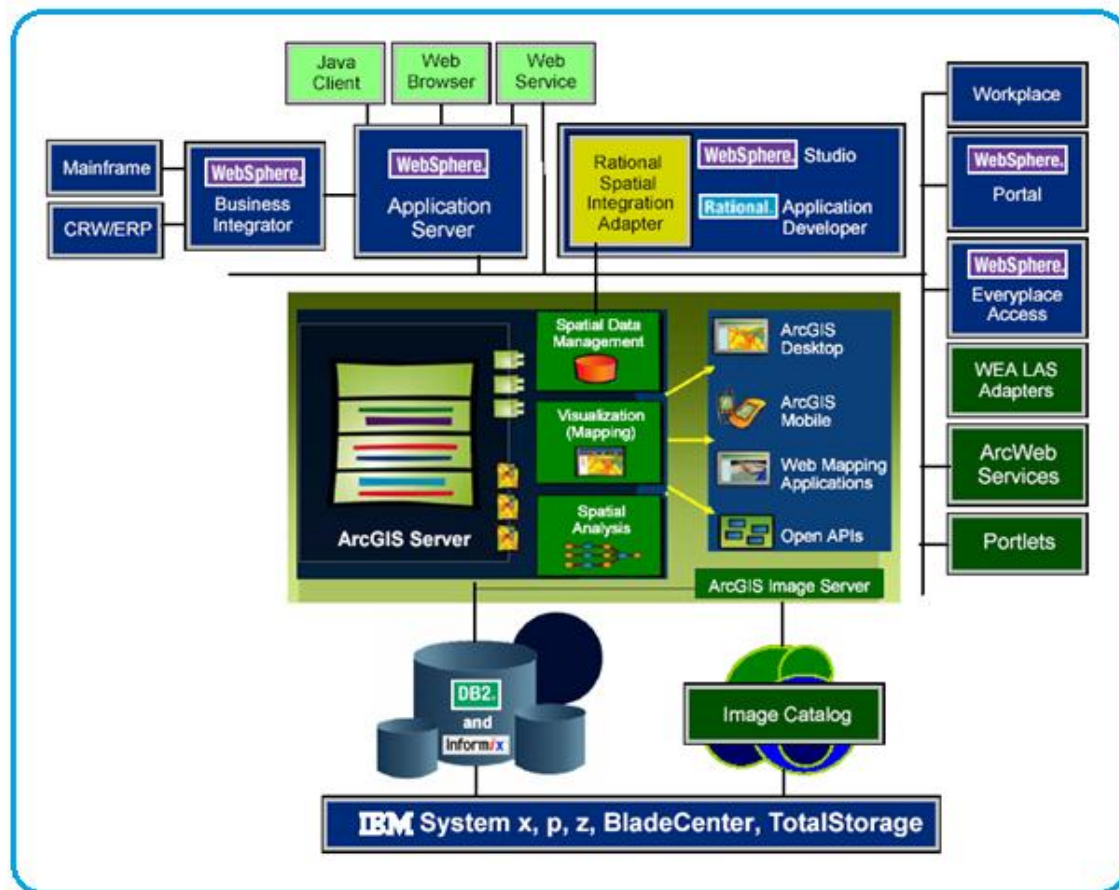 Java
Client
Web
Browser
Web
Service
Mainframe
CRW/ERP
WebSphere.
Business
Integrator
WebSphere.
Application
Server
Rational
Spatial
Integration
Adapter
WebSphere. Studio
Rational. Application
Developer
Workplace
WebSphere.
Portal
WebSphere.
Everyplace
Access
WEA LAS
Adapters
ArcWeb
Services
Portlets
ArcGIS Server
Spatial Data
Management
Visualization
(Mapping)
Spatial
Analysis
ArcGIS
Desktop
ArcGIS
Mobile
Web Mapping
Applications
Open APIs
ArcGIS Image Server
DB2.
and
Informix
Image Catalog
IBM System x, p, z, BladeCenter, TotalStorage